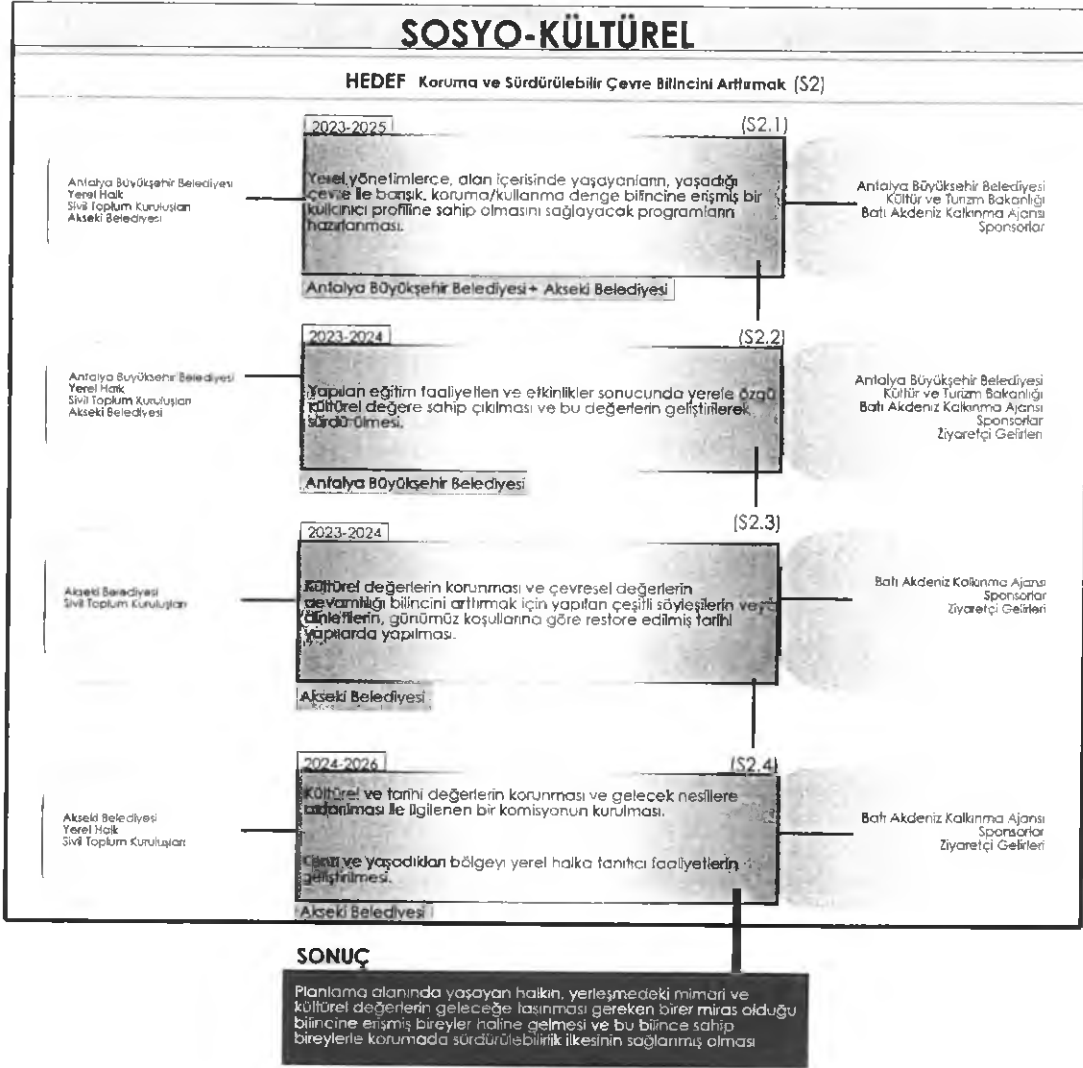 SOSYO-KÜLTÜREL
HEDEF Koruma ve Sürdürülebilir Çevre Bilincini Arttırmak (S2)
2023-2025
(S2.1)
Antalya Büyükşehir Belediyesi
Yerel Halk
Sivil Toplum Kuruluşları
Akseki Belediyesi
Yerel yönetimlerce, alan içerisinde yaşayanların, yaşadığı
çevre ile barışık, koruma/kullanma denge bilincine erişmiş bir
kullanıcı profiline sahip olmasını sağlayacak programların
hazırlanması.
Antalya Büyükşehir Belediyesi
Kültür ve Turizm Bakanlığı
Batı Akdeniz Kalkınma Ajansı
Sponsorlar
Antalya Büyükşehir Belediyesi+ Akseki Belediyesi
2023-2024
(S2.2)
Antalya Büyükşehir Belediyesi
Yerel Halk
Sivil Toplum Kuruluşları
Akseki Belediyesi
Yapılan eğitim faaliyetleri ve etkinlikler sonucunda yerele özgü
kültürel değere sahip çıkılması ve bu değerlerin geliştirilerek
sürdürülmesi.
Antalya Büyükşehir Belediyesi
Kültür ve Turizm Bakanlığı
Batı Akdeniz Kalkınma Ajansı
Sponsorlar
Ziyaretçi Gelirleri
Antalya Büyükşehir Belediyesi
2023-2024
(S2.3)
Akseki Belediyesi
Sivil Toplum Kuruluşları
Kültürel değerlerin korunması ve çevresel değerlerin
devamlılığı bilincini arttırmak için yapılan çeşitli söyleşilerin veya
dinletilerin, günümüz koşullarına göre restore edilmiş tarihi
yapılarda yapılması.
Batı Akdeniz Kalkınma Ajansı
Sponsorlar
Ziyaretçi Gelirleri
Akseki Belediyesi
2024-2026
(S2.4)
Akseki Belediyesi
Yerel Halk
Sivil Toplum Kuruluşları
Kültürel ve tarihi değerlerin korunması ve gelecek nesillere
aktarılması ile ilgilenen bir komisyonun kurulması.
Kenti ve yaşadıkları bölgeyi yerel halka tanıtıcı faaliyetlerin
geliştirilmesi.
Batı Akdeniz Kalkınma Ajansı
Sponsorlar
Ziyaretçi Gelirleri
Akseki Belediyesi
SONUÇ
Planlama alanında yaşayan halkın, yerleşmedeki mimari ve
kültürel değerlerin geleceğe taşınması gereken birer miras olduğu
bilincine erişmiş bireyler haline gelmesi ve bu bilince sahip
bireylerle korumada sürdürülebilirlik ilkesinin sağlanmış olması